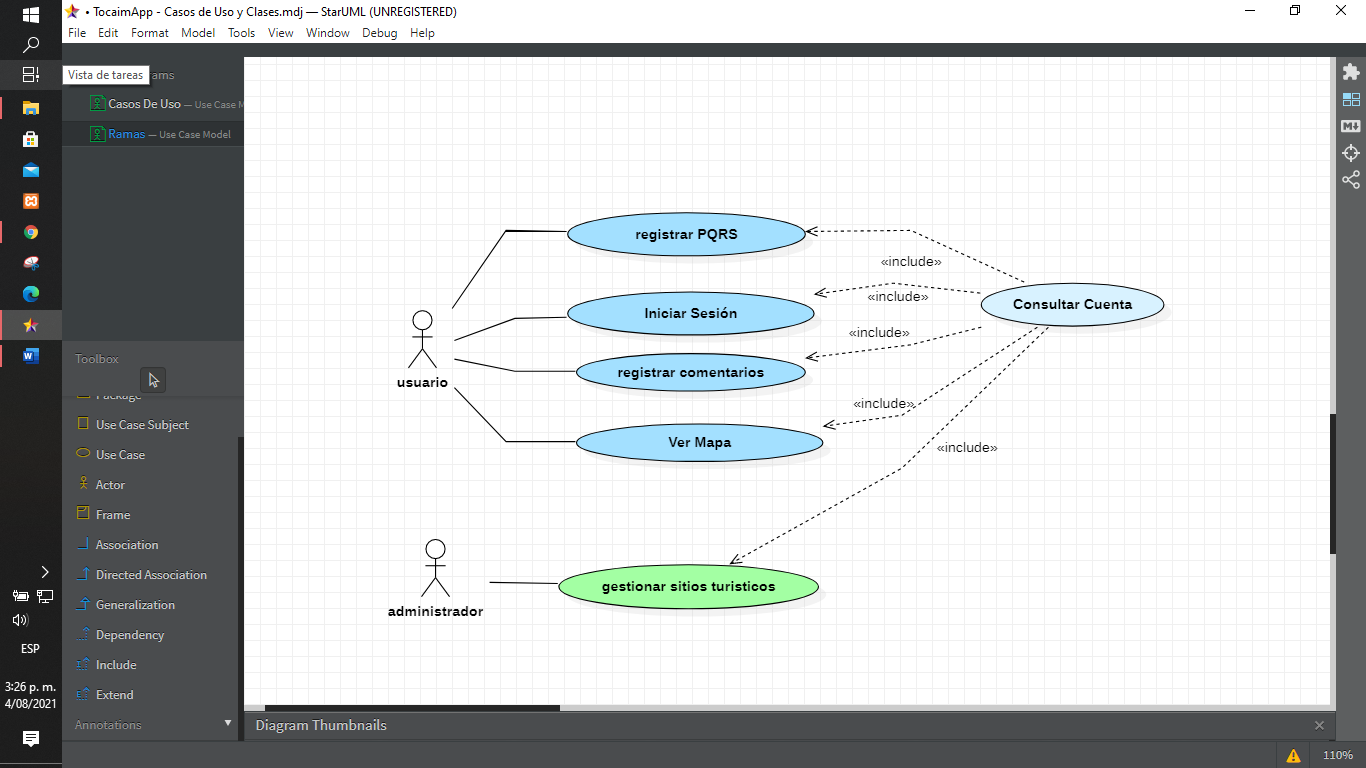 • TocaimApp - Casos de Uso y Clases.mdj — StarUML (UNREGISTERED)
File Edit Format Model Tools View Window Debug Help
Vista de tareas
ams
Casos De Uso — Use Case M
Ramas — Use Case Model
registrar PQRS
«include»
«include»
Consultar Cuenta
Iniciar Sesión
«include»
Toolbox
registrar comentarios
usuario
Package
«include»
Use Case Subject
Ver Mapa
«include»
Use Case
Actor
Frame
Association
Directed Association
gestionar sitios turisticos
Generalization
administrador
Dependency
Include
Extend
Annotations
Diagram Thumbnails
110%
ESP
3:26 p. m.
4/08/2021